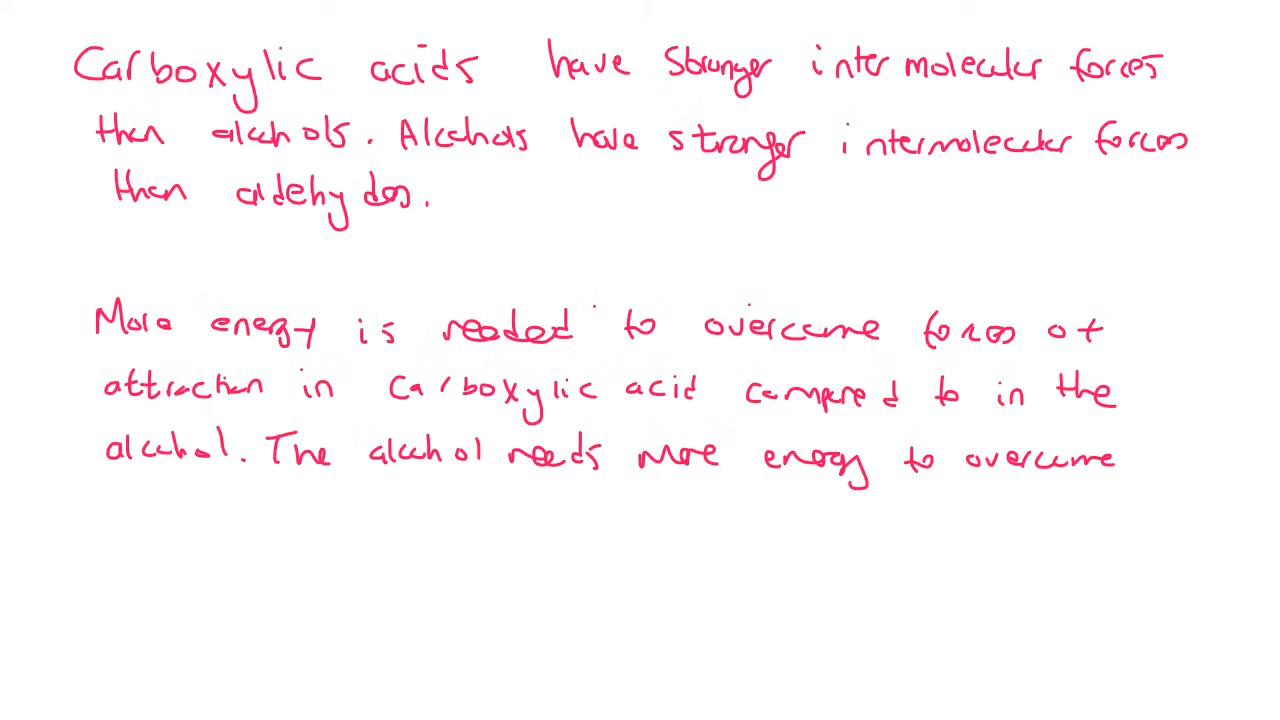 Carboxylic acids have stronger intermolecular forces
than alcohols. Alcohols have stronger intermolecular forces
than aldehydes.
More energy is needed to overcome forces of
attraction in carboxylic acid compared to in the
alcohol. The alcohol needs more energy to overcome